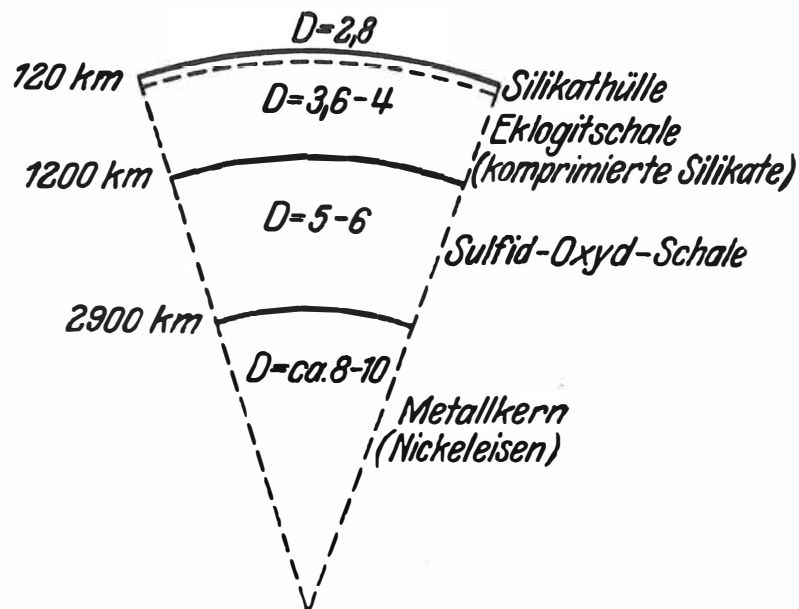 D=2,8
120 km
Silikathülle
D=3,6-4
Eklogitschale
(komprimierte Silikate)
1200 km
D=5-6
Sulfid-Oxyd-Schale
2900 km
D=ca.8-10
Metallkern
(Nickeleisen)